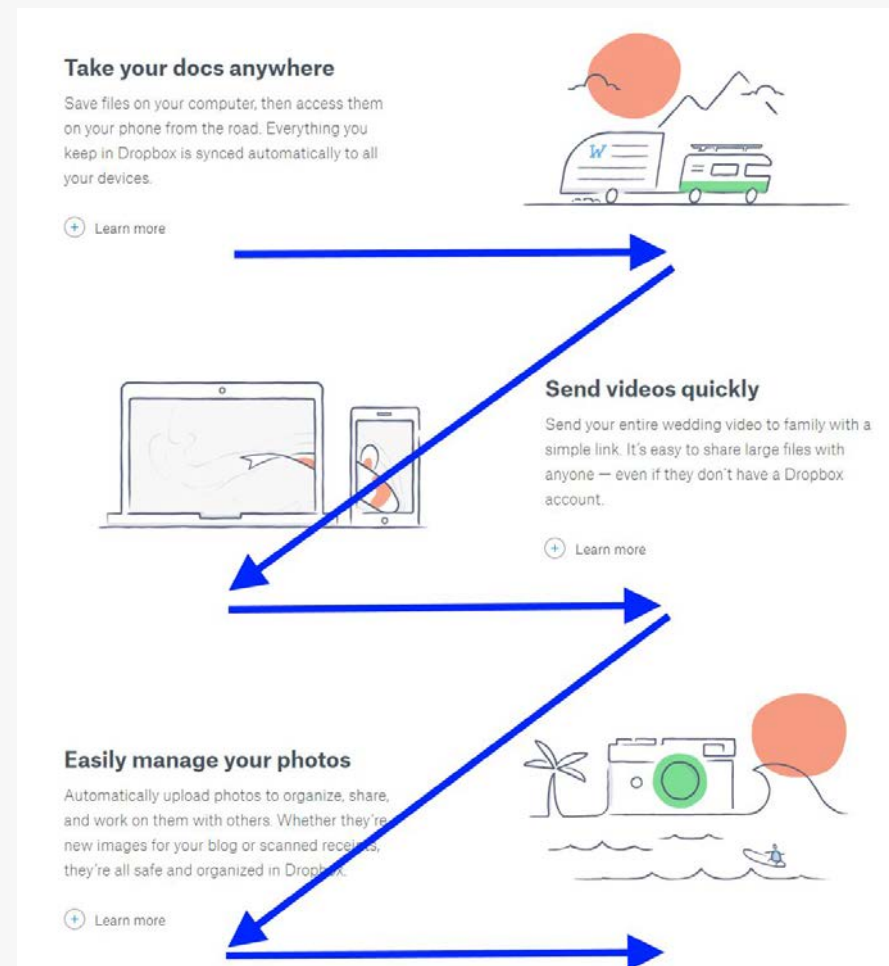 Take your docs anywhere
Save files on your computer, then access them
on your phone from the road. Everything you
keep in Dropbox is synced automatically to all
your devices.
Learn more
W
Send videos quickly
Send your entire wedding video to family with a
simple link. It's easy to share large files with
anyone — even if they don't have a Dropbox
account.
Learn more
Easily manage your photos
Automatically upload photos to organize, share,
and work on them with others. Whether they're
new images for your blog or scanned receipts,
they're all safe and organized in Dropbox.
Learn more